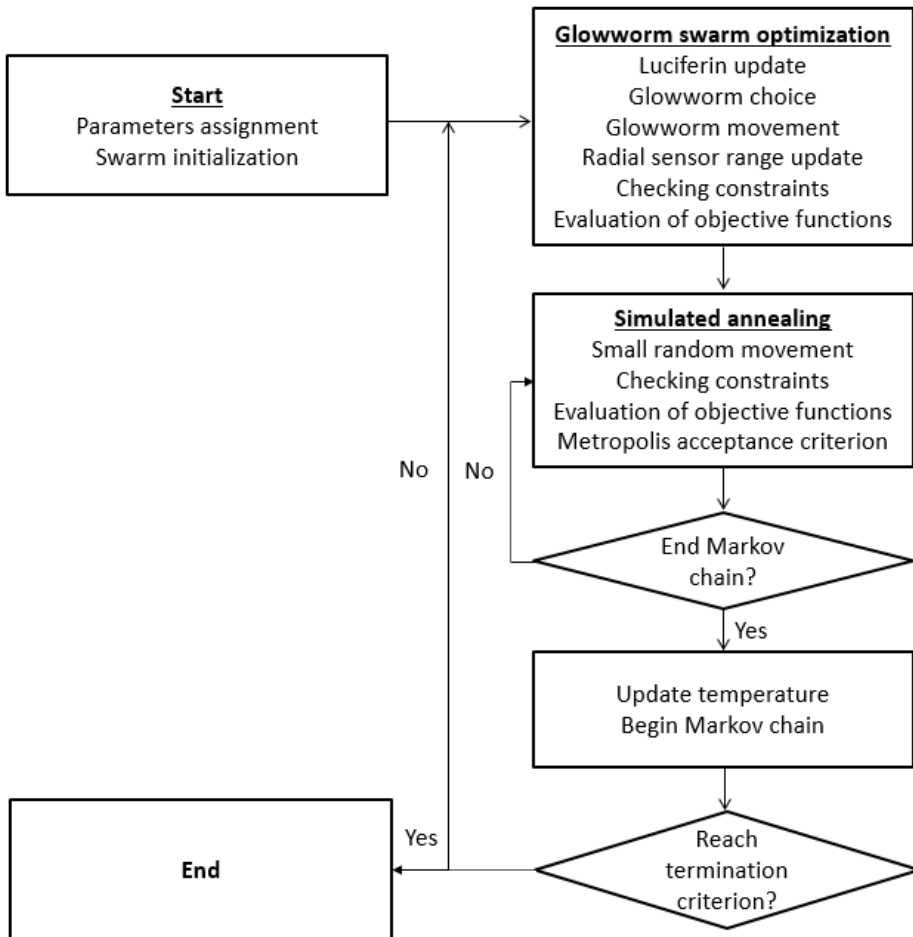 Start
Parameters assignment
Swarm initialization
Glowworm swarm optimization
Luciferin update
Glowworm choice
Glowworm movement
Radial sensor range update
Checking constraints
Evaluation of objective functions
Simulated annealing
Small random movement
Checking constraints
Evaluation of objective functions
Metropolis acceptance criterion
No
No
End Markov
chain?
Yes
Update temperature
Begin Markov chain
Reach
termination
criterion?
Yes
End